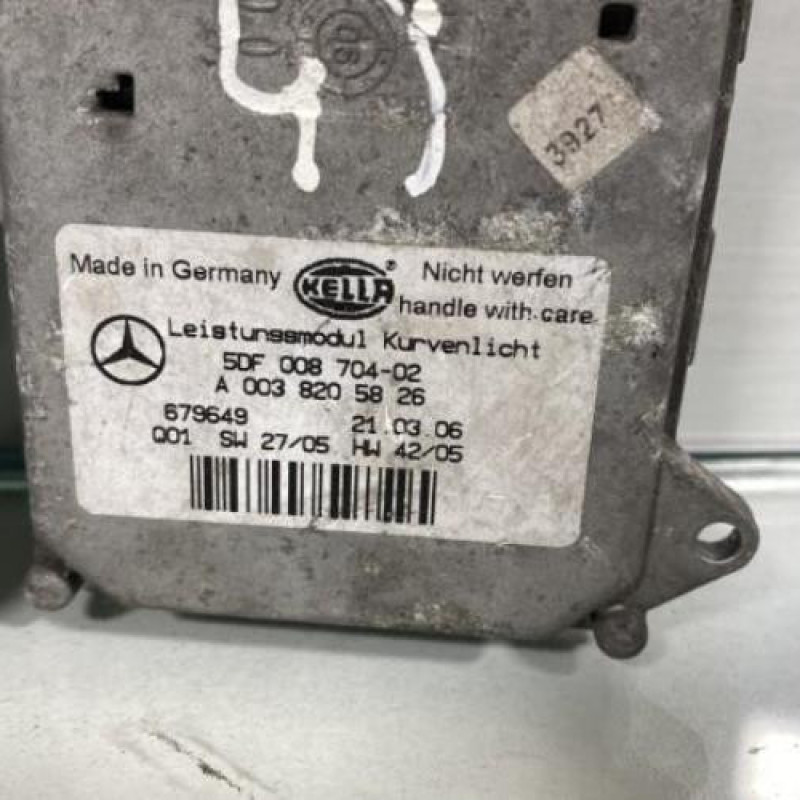 45
3927
Made in Germany
HELLA ®
Nicht werfen
handle with care
Leistungsmodul Kurvenlicht
5DF 008 704-02
A 003 820 58 26
679649 21.03.06
Q01 SW 27/05 HW 42/05